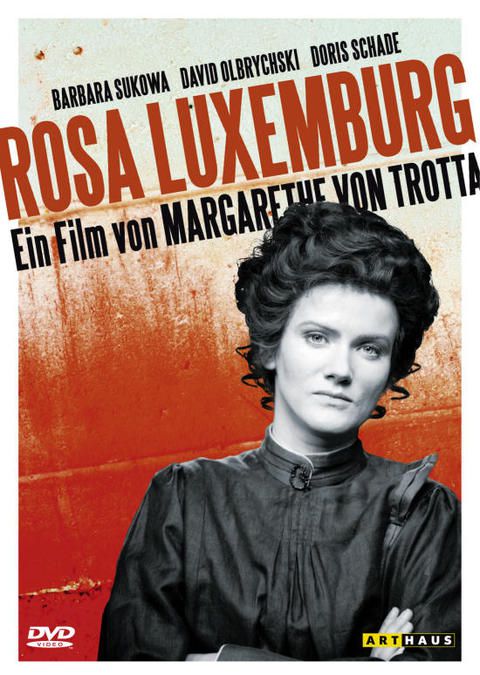 BARBARA SUKOWA DAVID OLBRYCHSKI DORIS SCHADE
ROSA LUXEMBURG
Ein Film von MARGARETHE VON TROTTA
DVD
VIDEO
ARTHAUS